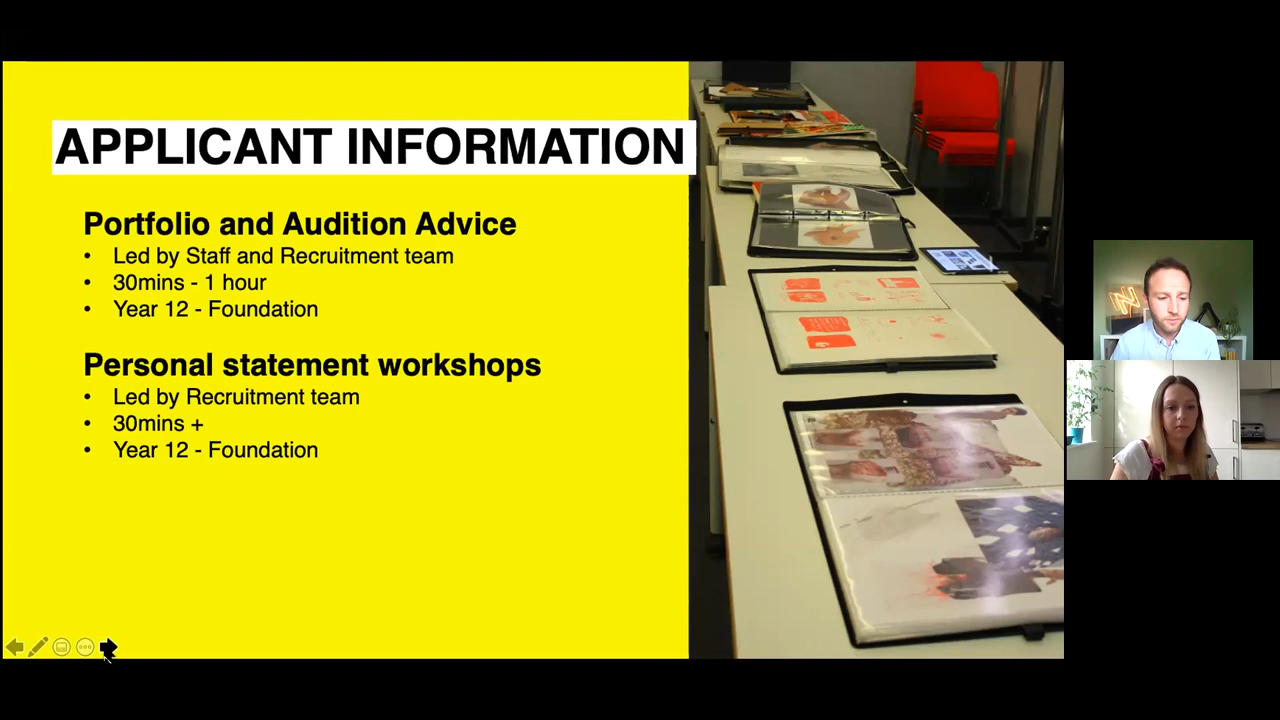 APPLICANT INFORMATION
Portfolio and Audition Advice
• Led by Staff and Recruitment team
• 30mins - 1 hour
• Year 12 - Foundation
Personal statement workshops
• Led by Recruitment team
• 30mins +
• Year 12 - Foundation